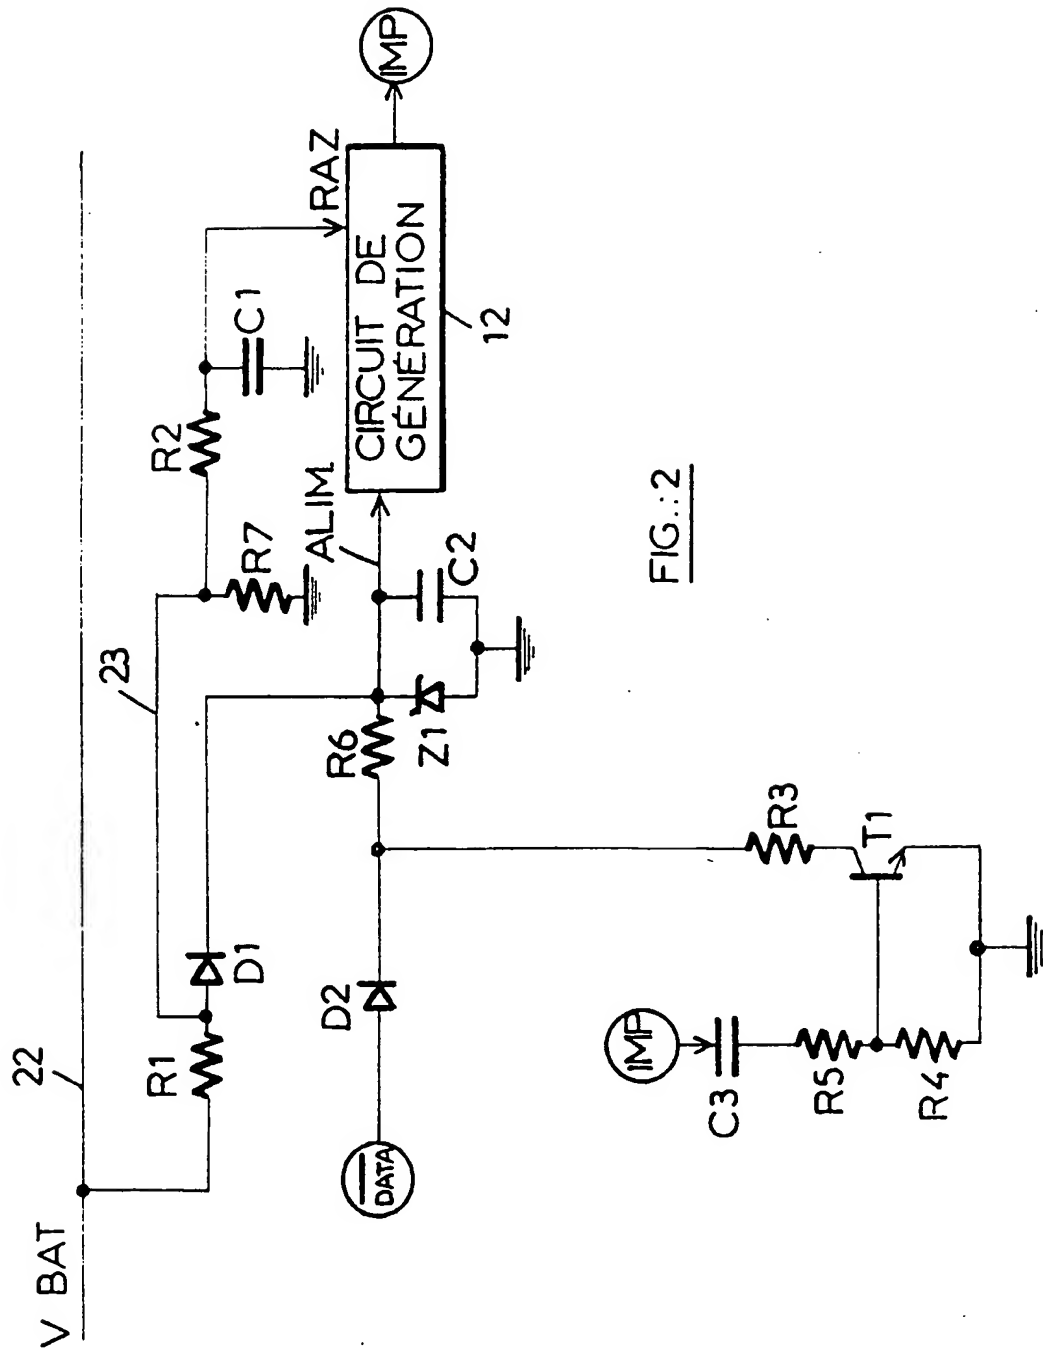 V BAT
22
R1
D1
23
R7
R2
C1
RAZ
ALIM.
CIRCUIT DE
GÉNÉRATION
12
IMP
DATA
D2
R6
Z1
C2
IMP
C3
R5
R4
R3
T1
FIG..:2